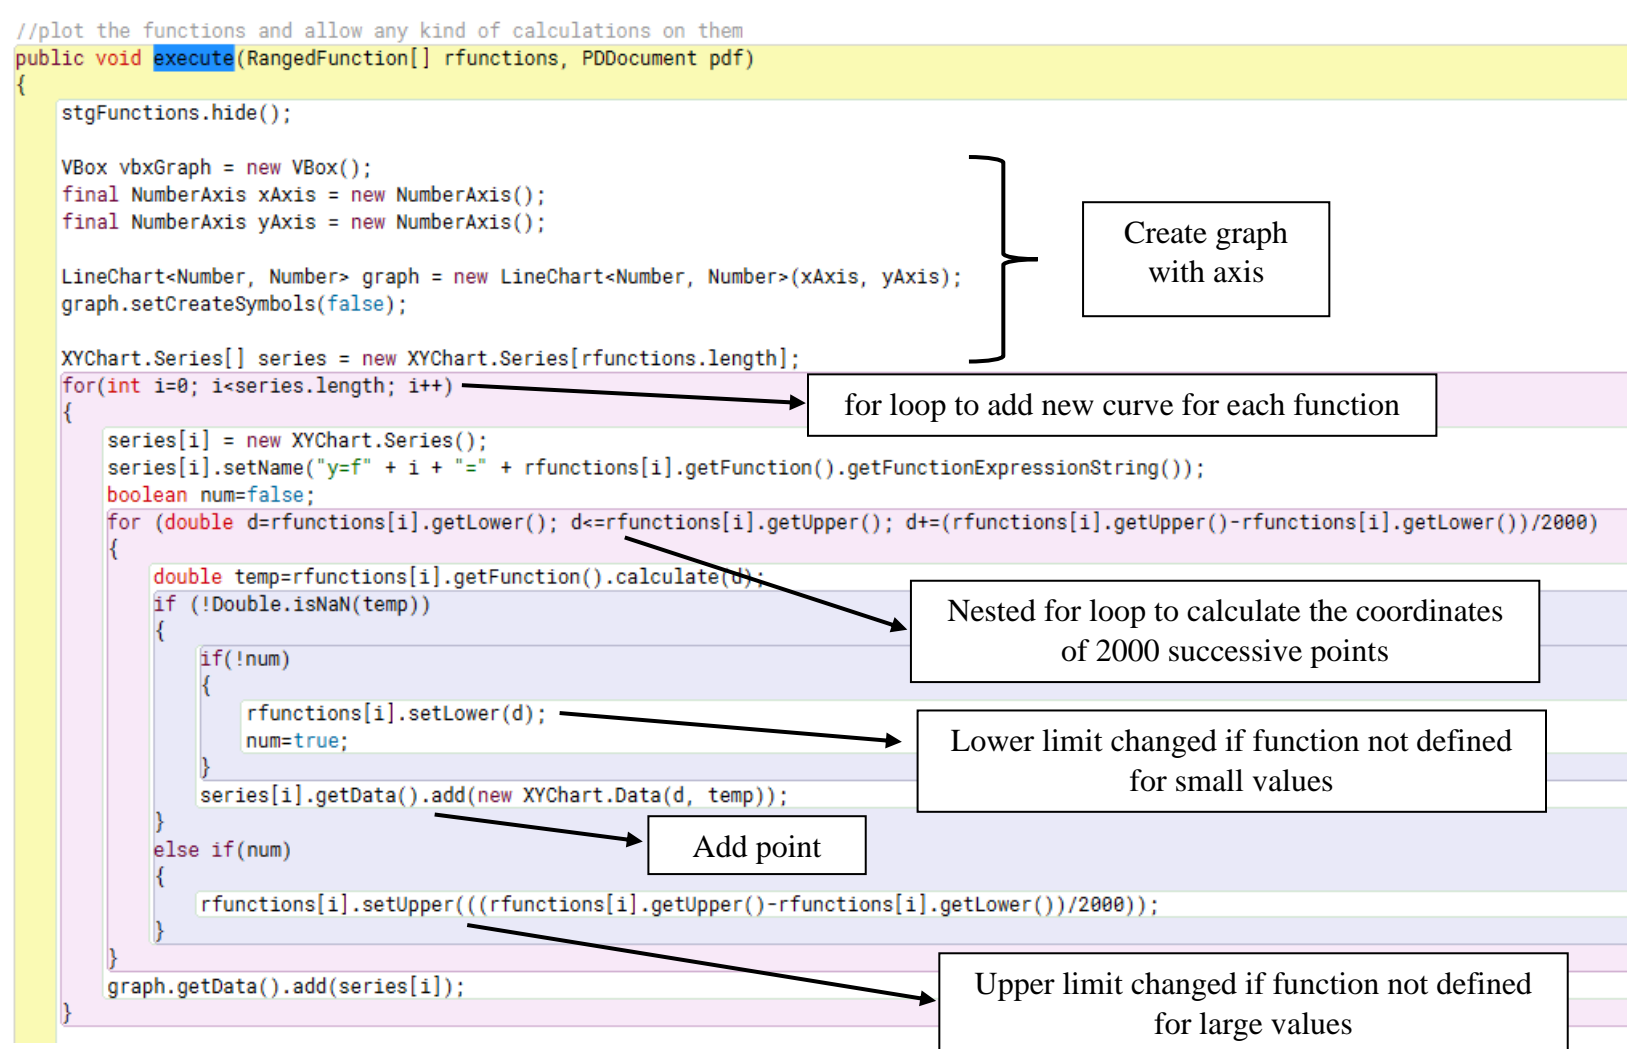 //plot the functions and allow any kind of calculations on them
public void execute(RangedFunction[] rfunctions, PDDocument pdf)
{
stgFunctions.hide();
VBox vbxGraph = new VBox();
final NumberAxis xAxis = new NumberAxis();
final NumberAxis yAxis = new NumberAxis();
Create graph
with axis
LineChart<Number, Number> graph = new LineChart<Number, Number>(xAxis, yAxis);
graph.setCreateSymbols(false);
XYChart.Series[] series = new XYChart.Series[rfunctions.length];
for(int i=0; i<series.length; i++)
for loop to add new curve for each function
{
series[i] = new XYChart.Series();
series[i].setName("y=f" + i + "=" + rfunctions[i].getFunction().getFunctionExpressionString());
boolean num=false;
for (double d=rfunctions[i].getLower(); d<=rfunctions[i].getUpper(); d+=(rfunctions[i].getUpper()-rfunctions[i].getLower())/2000)
{
double temp=rfunctions[i].getFunction().calculate(d);
if (!Double.isNaN(temp))
Nested for loop to calculate the coordinates
of 2000 successive points
{
if(!num)
{
rfunctions[i].setLower(d);
num=true;
Lower limit changed if function not defined
for small values
}
series[i].getData().add(new XYChart.Data(d, temp));
}
Add point
else if(num)
{
rfunctions[i].setUpper(((rfunctions[i].getUpper()-rfunctions[i].getLower())/2000));
}
}
graph.getData().add(series[i]);
Upper limit changed if function not defined
for large values
}